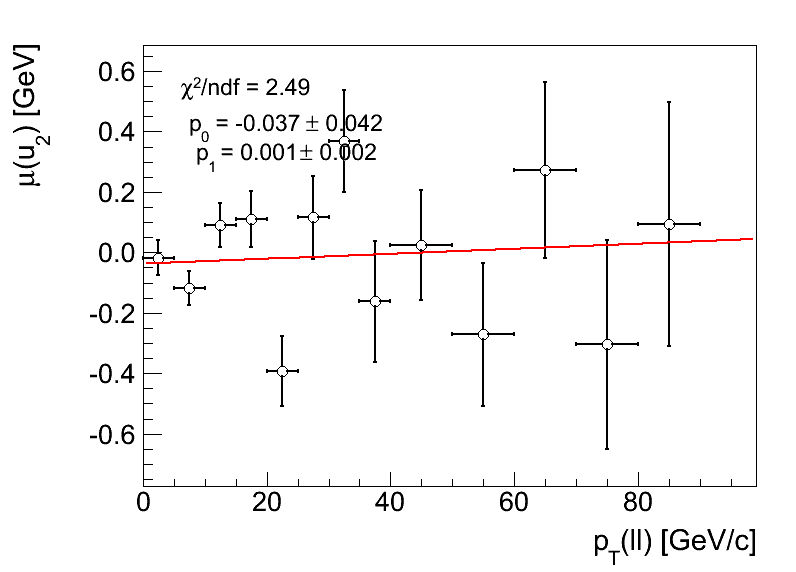 μ(u₂) [GeV]
χ²/ndf = 2.49
p₀ = -0.037 ± 0.042
p₁ = 0.001± 0.002
0.6
0.4
0.2
0.0
-0.2
-0.4
-0.6
0 20 40 60 80
p_T(ll) [GeV/c]